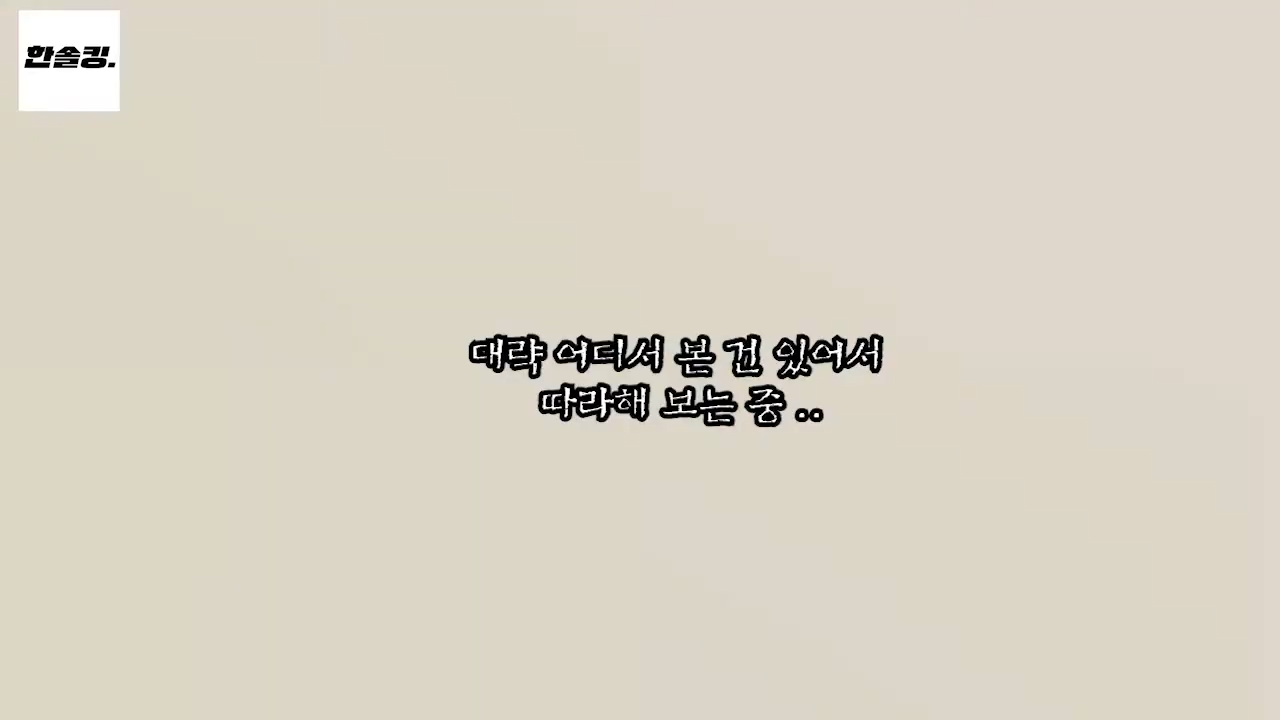 한솔킹.
대략 어디서 본 건 있어서
따라해 보는 중 ..